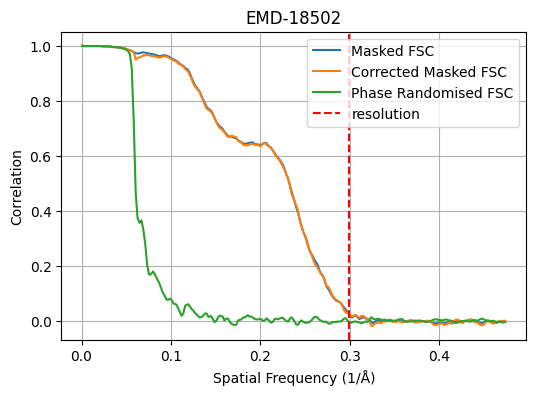 EMD-18502
Masked FSC
Corrected Masked FSC
Phase Randomised FSC
resolution
Correlation
1.0
0.8
0.6
0.4
0.2
0.0
0.0 0.1 0.2 0.3 0.4
Spatial Frequency (1/Å)